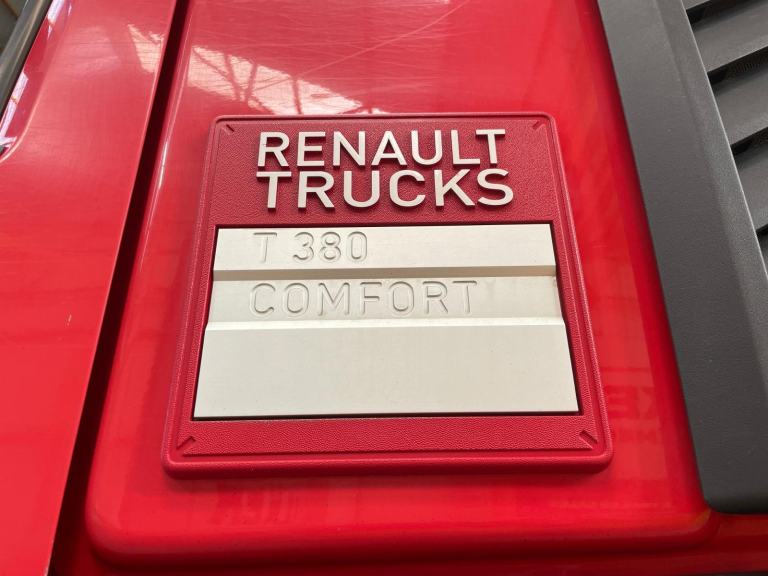 RENAULT
TRUCKS
T 380
COMFORT